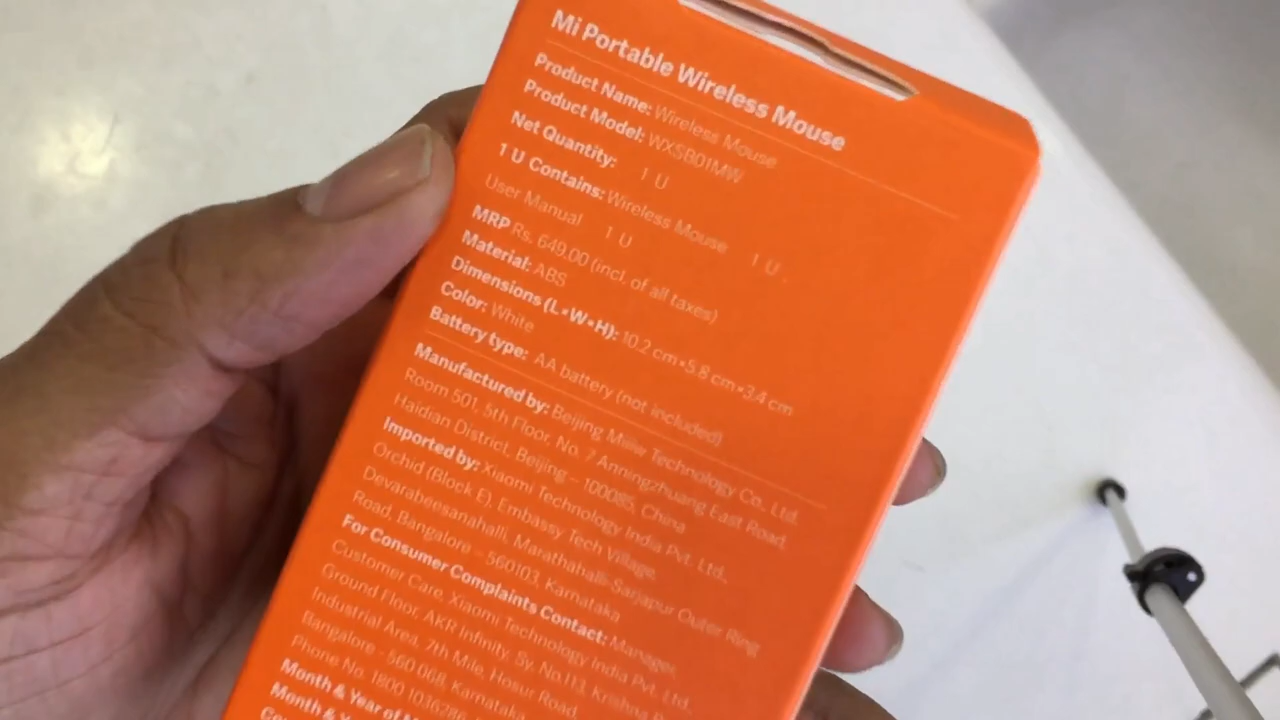 Mi Portable Wireless Mouse
Product Name: Wireless Mouse
Product Model: WXSB01MW
Net Quantity: 1 U
1 U Contains: Wireless Mouse 1 U,
User Manual 1 U
MRP Rs. 649.00 (incl. of all taxes)
Material: ABS
Dimensions (L*W*H): 10.2 cm*5.8 cm*3.4 cm
Color: White
Battery type: AA battery (not included)
Manufactured by: Beijing Miiiw Technology Co., Ltd.
Room 501, 5th Floor, No. 7 Anningzhuang East Road,
Haidian District, Beijing – 100085, China
Imported by: Xiaomi Technology India Pvt. Ltd.,
Orchid (Block E), Embassy Tech Village,
Devarabeesanahalli, Marathahalli-Sarjapur Outer Ring
Road, Bangalore – 560103, Karnataka
For Consumer Complaints Contact: Manager,
Customer Care, Xiaomi Technology India Pvt. Ltd.
Ground Floor, AKR Infinity, Sy. No.113, Krishna
Industrial Area, 7th Mile, Hosur Road,
Bangalore - 560 068, Karnataka
Phone No. 1800 1036286
Month & Year of
Month &